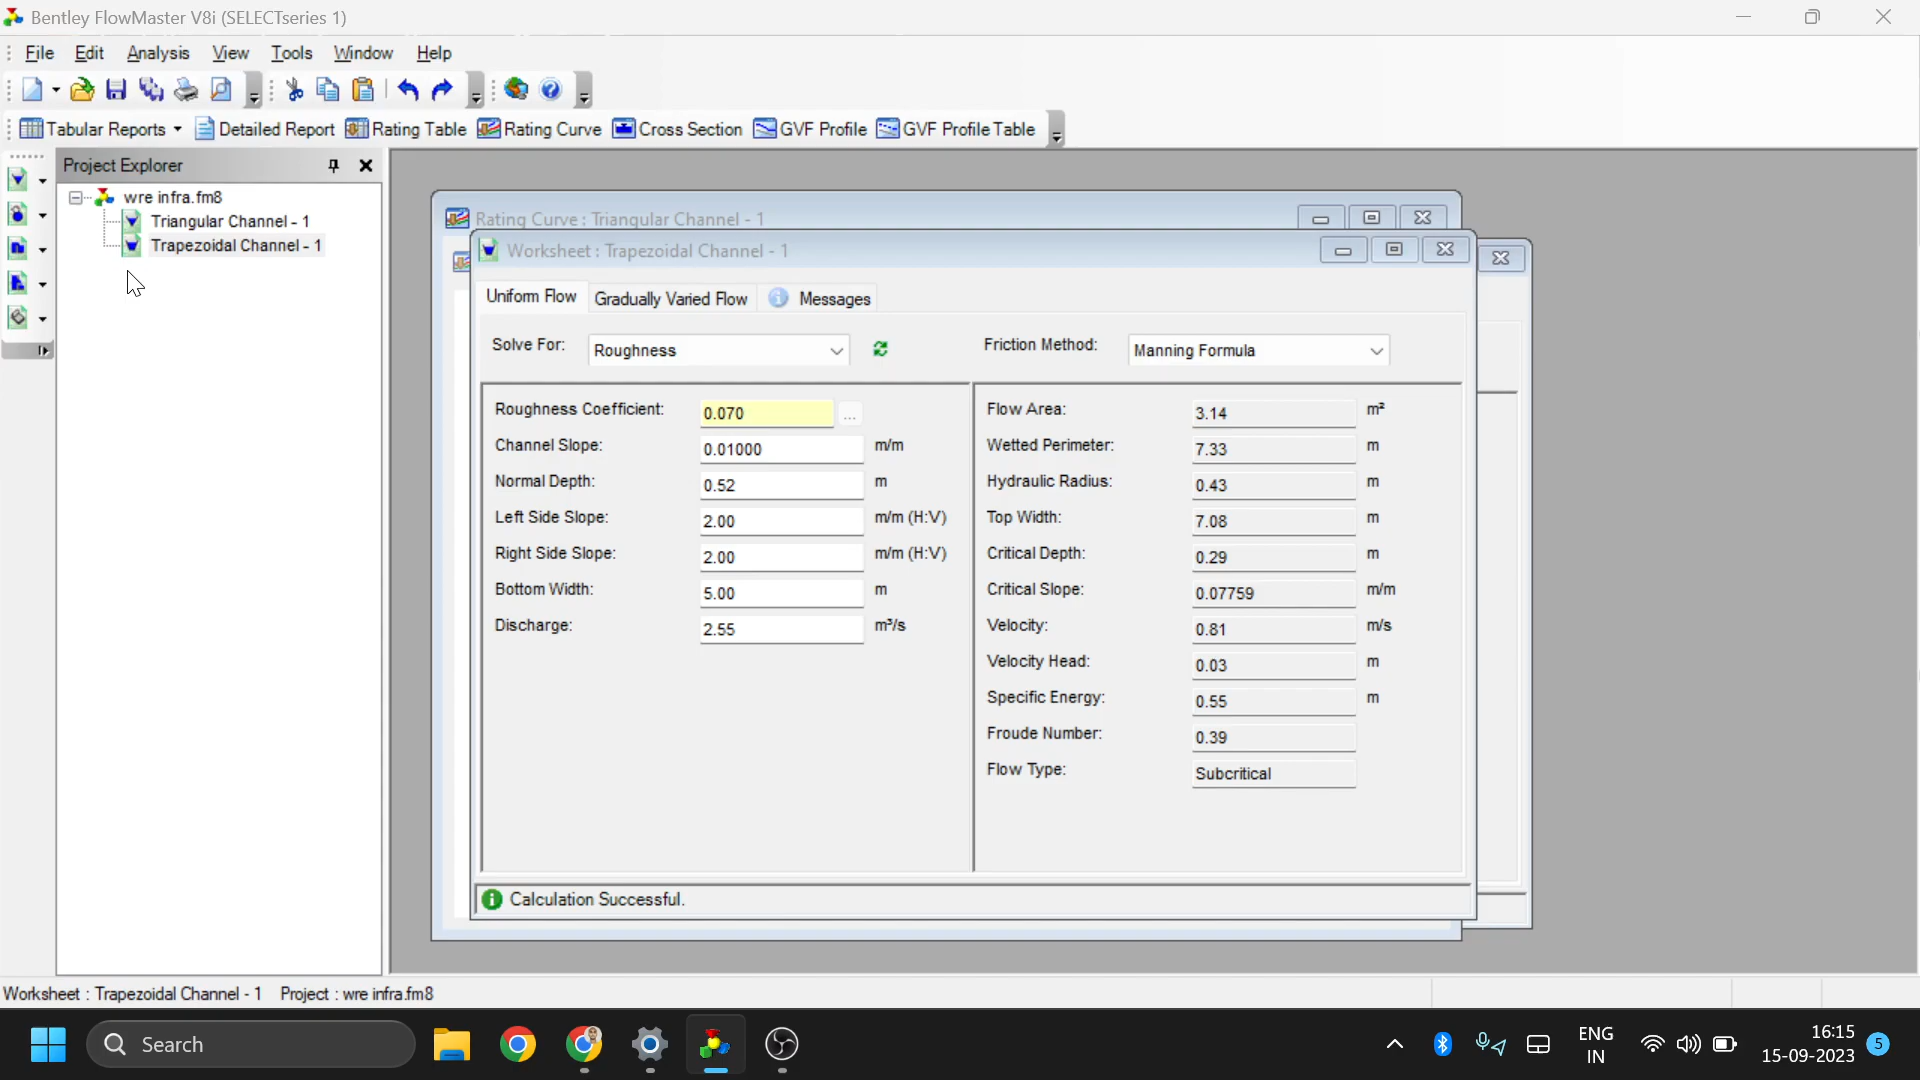 Bentley FlowMaster V8i (SELECTseries 1)
File Edit Analysis View Tools Window Help
Tabular Reports Detailed Report Rating Table Rating Curve Cross Section GVF Profile GVF Profile Table
Project Explorer
wre infra.fm8
Triangular Channel - 1
Trapezoidal Channel - 1
Rating Curve : Triangular Channel - 1
Worksheet : Trapezoidal Channel - 1
Uniform Flow Gradually Varied Flow Messages
Solve For: Roughness Friction Method: Manning Formula
Roughness Coefficient: 0.070 ...
Channel Slope: 0.01000 m/m
Normal Depth: 0.52 m
Left Side Slope: 2.00 m/m (H:V)
Right Side Slope: 2.00 m/m (H:V)
Bottom Width: 5.00 m
Discharge: 2.55 m³/s
Flow Area: 3.14 m²
Wetted Perimeter: 7.33 m
Hydraulic Radius: 0.43 m
Top Width: 7.08 m
Critical Depth: 0.29 m
Critical Slope: 0.07759 m/m
Velocity: 0.81 m/s
Velocity Head: 0.03 m
Specific Energy: 0.55 m
Froude Number: 0.39
Flow Type: Subcritical
Calculation Successful.
Worksheet : Trapezoidal Channel - 1 Project : wre infra.fm8
Search
ENG
IN
16:15
15-09-2023
5